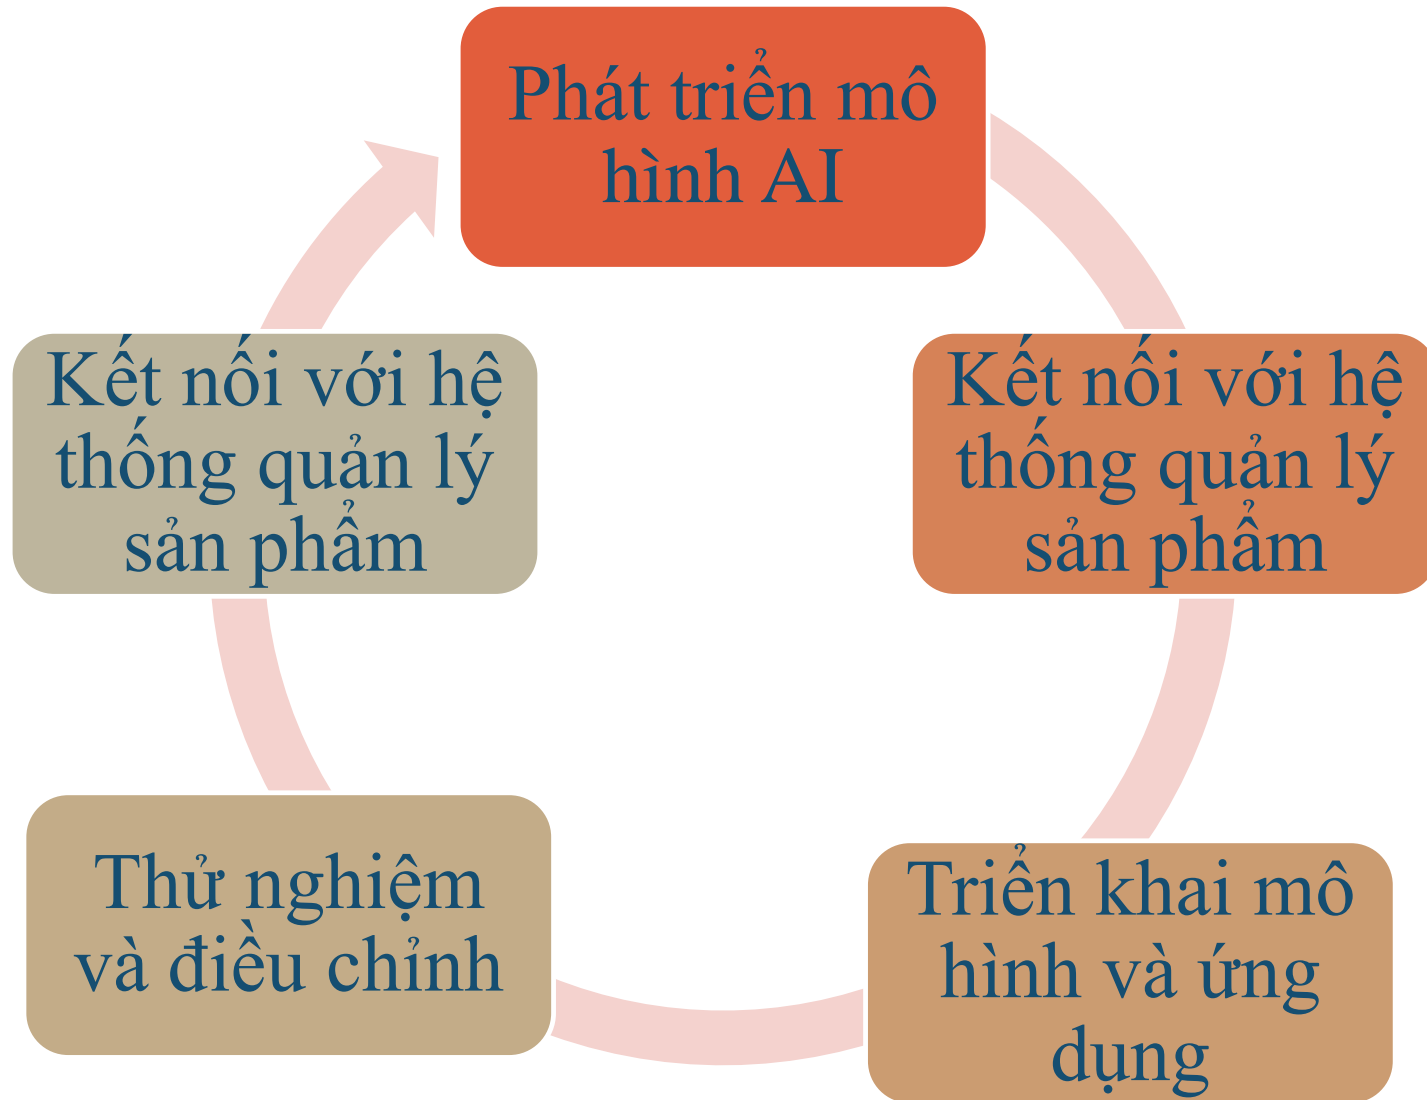 Phát triển mô
hình AI
Kết nối với hệ
thống quản lý
sản phẩm
Triển khai mô
hình và ứng
dụng
Thử nghiệm
và điều chỉnh
Kết nối với hệ
thống quản lý
sản phẩm